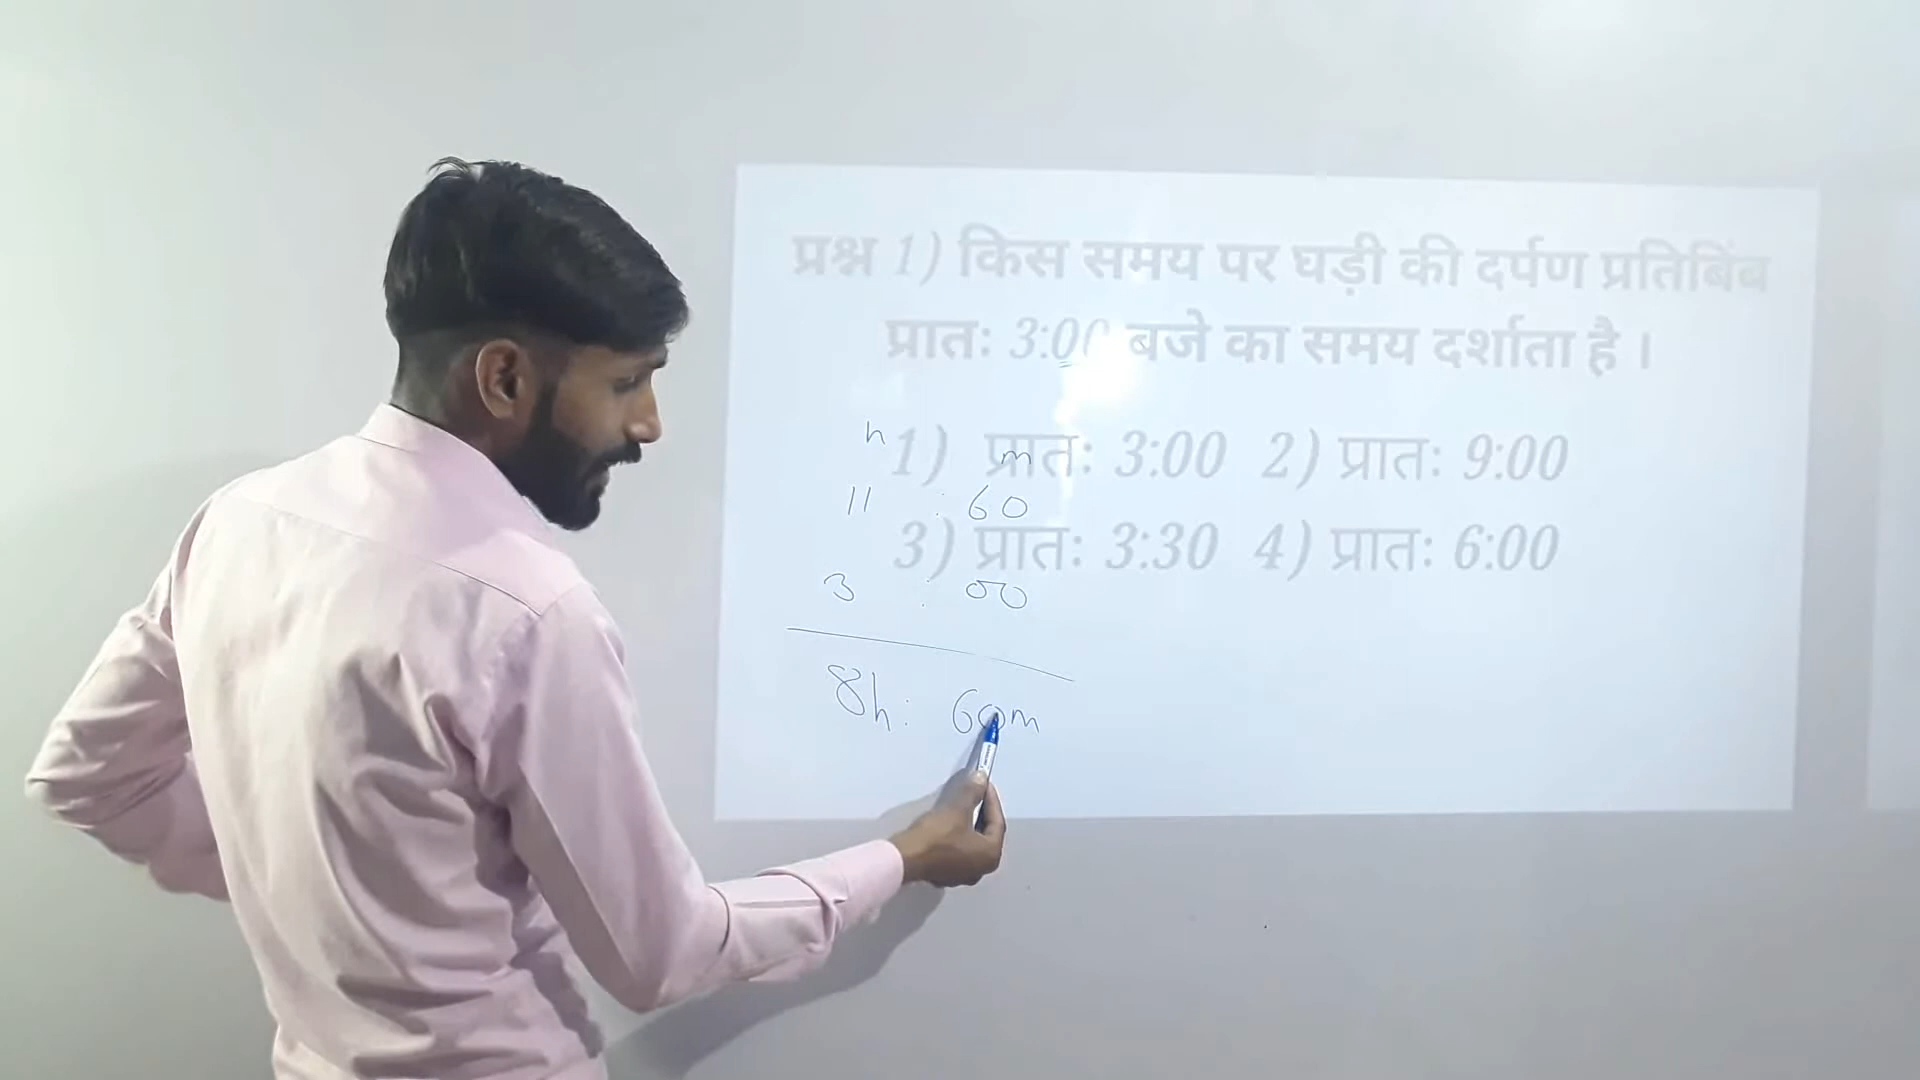 प्रश्न 1) किस समय पर घड़ी की दर्पण प्रतिबिंब
प्रातः 3:00 बजे का समय दर्शाता है ।
1) प्रातः 3:00 2) प्रातः 9:00
3) प्रातः 3:30 4) प्रातः 6:00
h m
11 : 60
3 : 00
8h : 60m